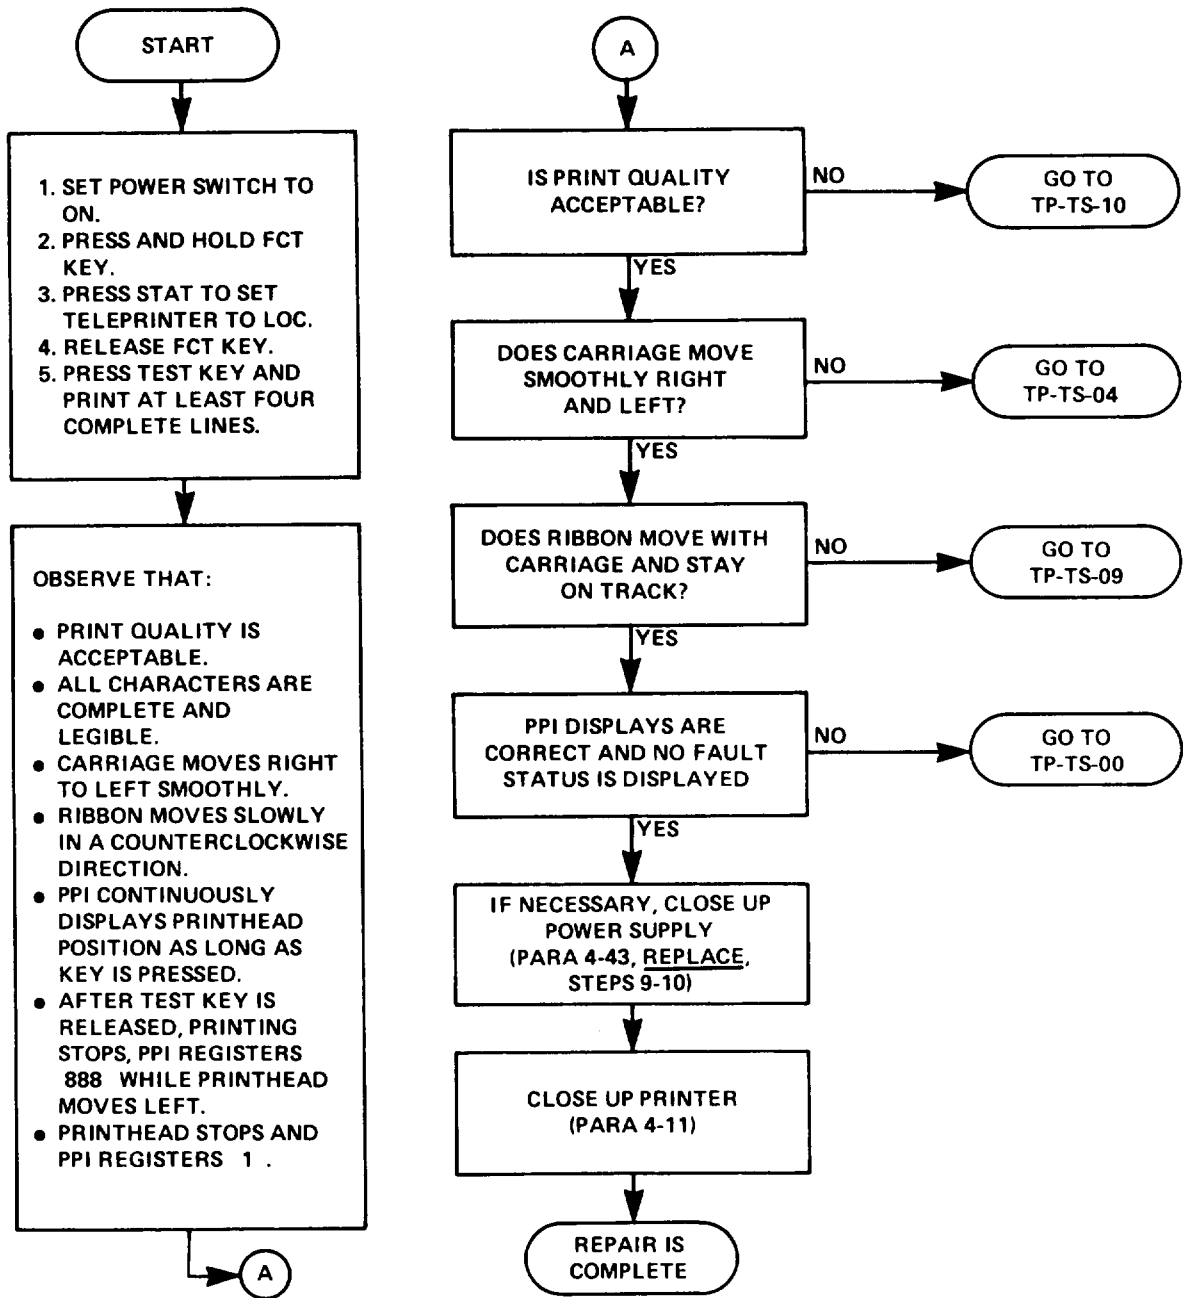 START
1. SET POWER SWITCH TO
ON.
2. PRESS AND HOLD FCT
KEY.
3. PRESS STAT TO SET
TELEPRINTER TO LOC.
4. RELEASE FCT KEY.
5. PRESS TEST KEY AND
PRINT AT LEAST FOUR
COMPLETE LINES.
OBSERVE THAT:
● PRINT QUALITY IS
ACCEPTABLE.
● ALL CHARACTERS ARE
COMPLETE AND
LEGIBLE.
● CARRIAGE MOVES RIGHT
TO LEFT SMOOTHLY.
● RIBBON MOVES SLOWLY
IN A COUNTERCLOCKWISE
DIRECTION.
● PPI CONTINUOUSLY
DISPLAYS PRINTHEAD
POSITION AS LONG AS
KEY IS PRESSED.
● AFTER TEST KEY IS
RELEASED, PRINTING
STOPS, PPI REGISTERS
888 WHILE PRINTHEAD
MOVES LEFT.
● PRINTHEAD STOPS AND
PPI REGISTERS 1 .
A
A
IS PRINT QUALITY
ACCEPTABLE?
NO
GO TO
TP-TS-10
YES
DOES CARRIAGE MOVE
SMOOTHLY RIGHT
AND LEFT?
NO
GO TO
TP-TS-04
YES
DOES RIBBON MOVE WITH
CARRIAGE AND STAY
ON TRACK?
NO
GO TO
TP-TS-09
YES
PPI DISPLAYS ARE
CORRECT AND NO FAULT
STATUS IS DISPLAYED
NO
GO TO
TP-TS-00
YES
IF NECESSARY, CLOSE UP
POWER SUPPLY
(PARA 4-43, REPLACE,
STEPS 9-10)
CLOSE UP PRINTER
(PARA 4-11)
REPAIR IS
COMPLETE